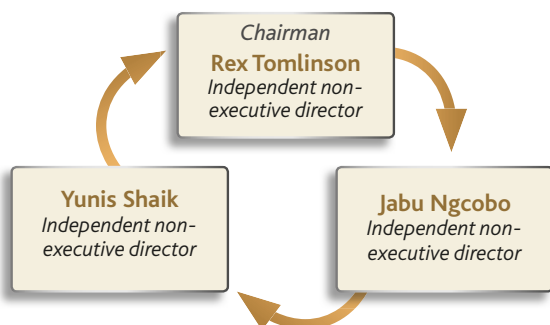 Chairman
Rex Tomlinson
Independent non-
executive director
Yunis Shaik
Independent non-
executive director
Jabu Ngcobo
Independent non-
executive director